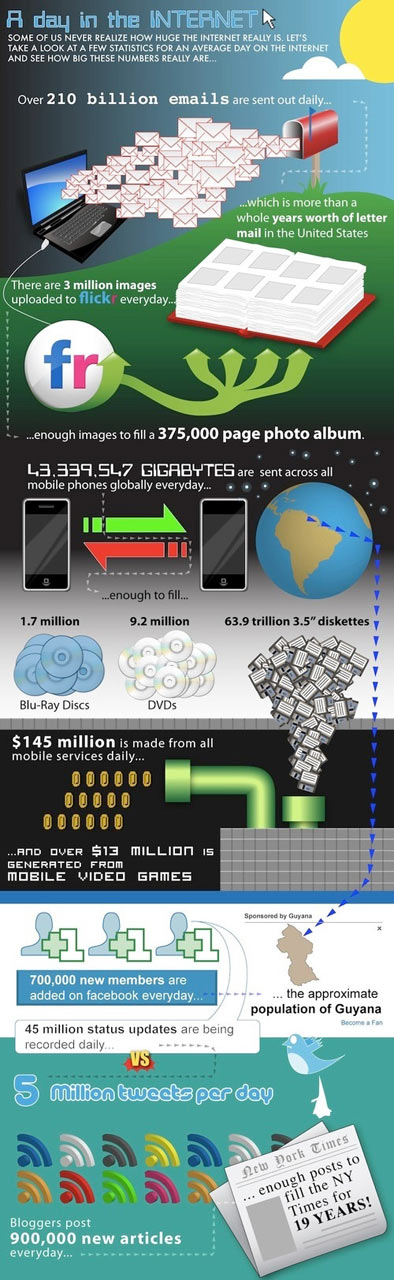 A day in the INTERNET
SOME OF US NEVER REALIZE HOW HUGE THE INTERNET REALLY IS. LET'S
TAKE A LOOK AT A FEW STATISTICS FOR AN AVERAGE DAY ON THE INTERNET
AND SEE HOW BIG THESE NUMBERS REALLY ARE...
Over 210 billion emails are sent out daily...
...which is more than a
whole years worth of letter
mail in the United States
There are 3 million images
uploaded to flickr everyday...
fr
...enough images to fill a 375,000 page photo album.
43,339,547 GIGABYTES are sent across all
mobile phones globally everyday...
...enough to fill...
1.7 million
Blu-Ray Discs
9.2 million
DVDs
63.9 trillion 3.5" diskettes
$145 million is made from all
mobile services daily...
...AND OVER $13 MILLION IS
GENERATED FROM
MOBILE VIDEO GAMES
Sponsored by Guyana
x
700,000 new members are
added on facebook everyday...
... the approximate
population of Guyana
Become a Fan
45 million status updates are being
recorded daily...
VS
5 Million tweets per day
Bloggers post
900,000 new articles
everyday...
New York Times
... enough posts to
fill the NY
Times for
19 YEARS!